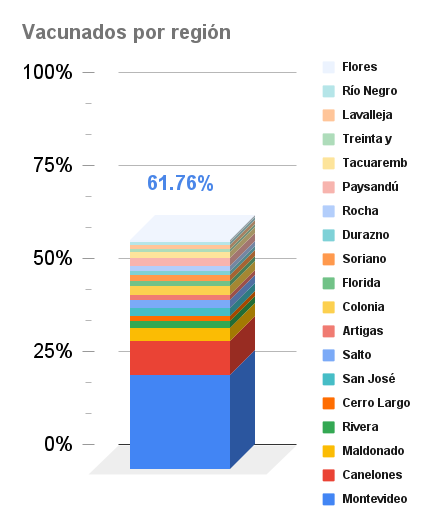 Vacunados por región
100%
75%
50%
25%
0%
61.76%
Flores
Río Negro
Lavalleja
Treinta y
Tacuaremb
Paysandú
Rocha
Durazno
Soriano
Florida
Colonia
Artigas
Salto
San José
Cerro Largo
Rivera
Maldonado
Canelones
Montevideo